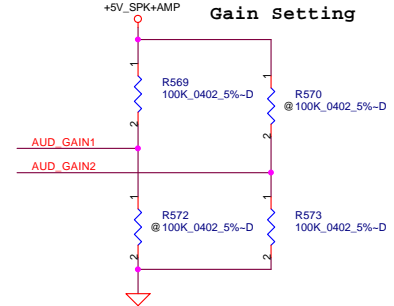 +5V_SPK+AMP
Gain Setting
1
1
R569
100K_0402_5%~D
R570
@100K_0402_5%~D
2
2
AUD_GAIN1
AUD_GAIN2
1
1
R572
@100K_0402_5%~D
R573
100K_0402_5%~D
2
2